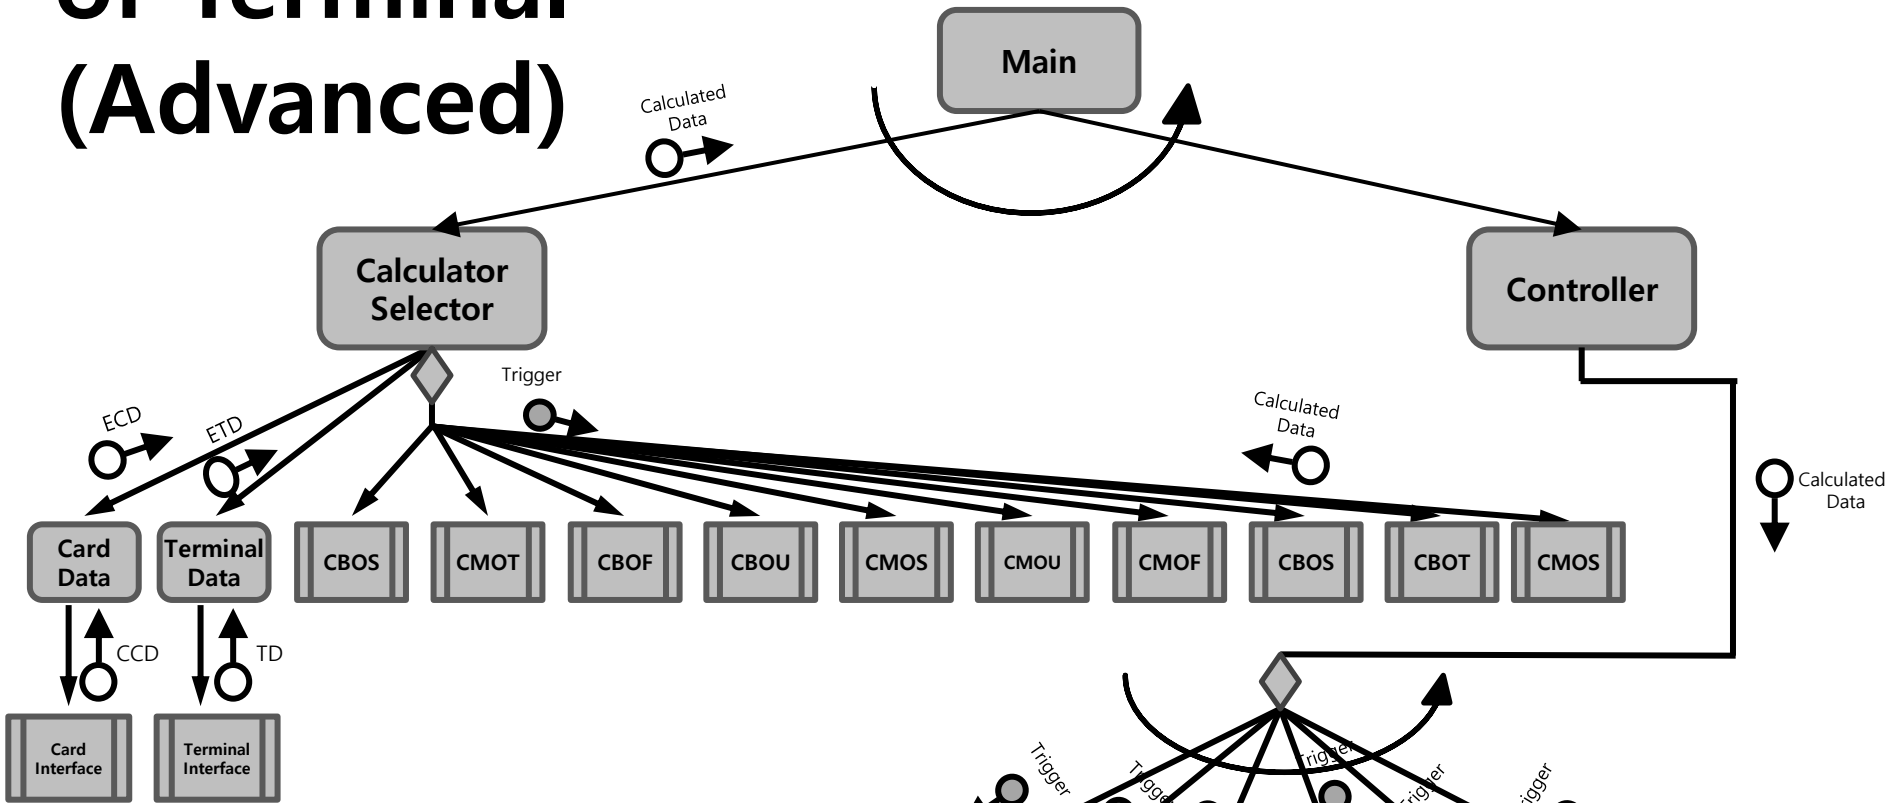 or Terminal
(Advanced)
Main
Calculated
Data
Calculator
Selector
Controller
Trigger
ECD
ETD
Calculated
Data
Calculated
Data
Card
Data
Terminal
Data
CBOS
CMOT
CBOF
CBOU
CMOS
CMOU
CMOF
CBOS
CBOT
CMOS
CCD
TD
Card
Interface
Terminal
Interface
Trigger
Trigger
Trigger
Trigger
Trigger